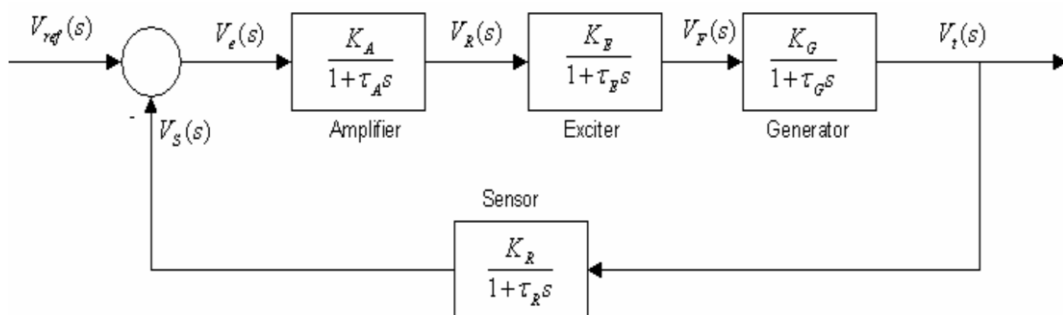 V_ref(s)
V_e(s)
K_A
1+τ_A s
Amplifier
V_R(s)
K_E
1+τ_E s
Exciter
V_F(s)
K_G
1+τ_G s
Generator
V_t(s)
-
V_S(s)
Sensor
K_R
1+τ_R s